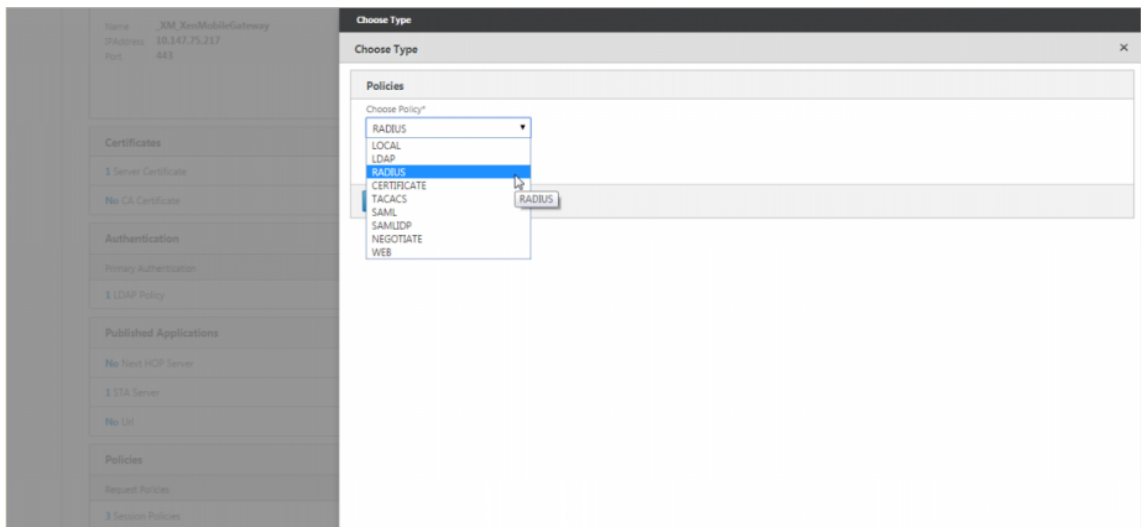 Name _XM_XenMobileGateway
IPAddress 10.147.75.217
Port 443
Certificates
1 Server Certificate
No CA Certificate
Authentication
Primary Authentication
1 LDAP Policy
Published Applications
No Next HOP Server
1 STA Server
No Url
Policies
Request Policies
3 Session Policies
Choose Type
Choose Type ×
Policies
Choose Policy*
RADIUS
LOCAL
LDAP
RADIUS
CERTIFICATE
TACACS
RADIUS
SAML
SAMLIDP
NEGOTIATE
WEB